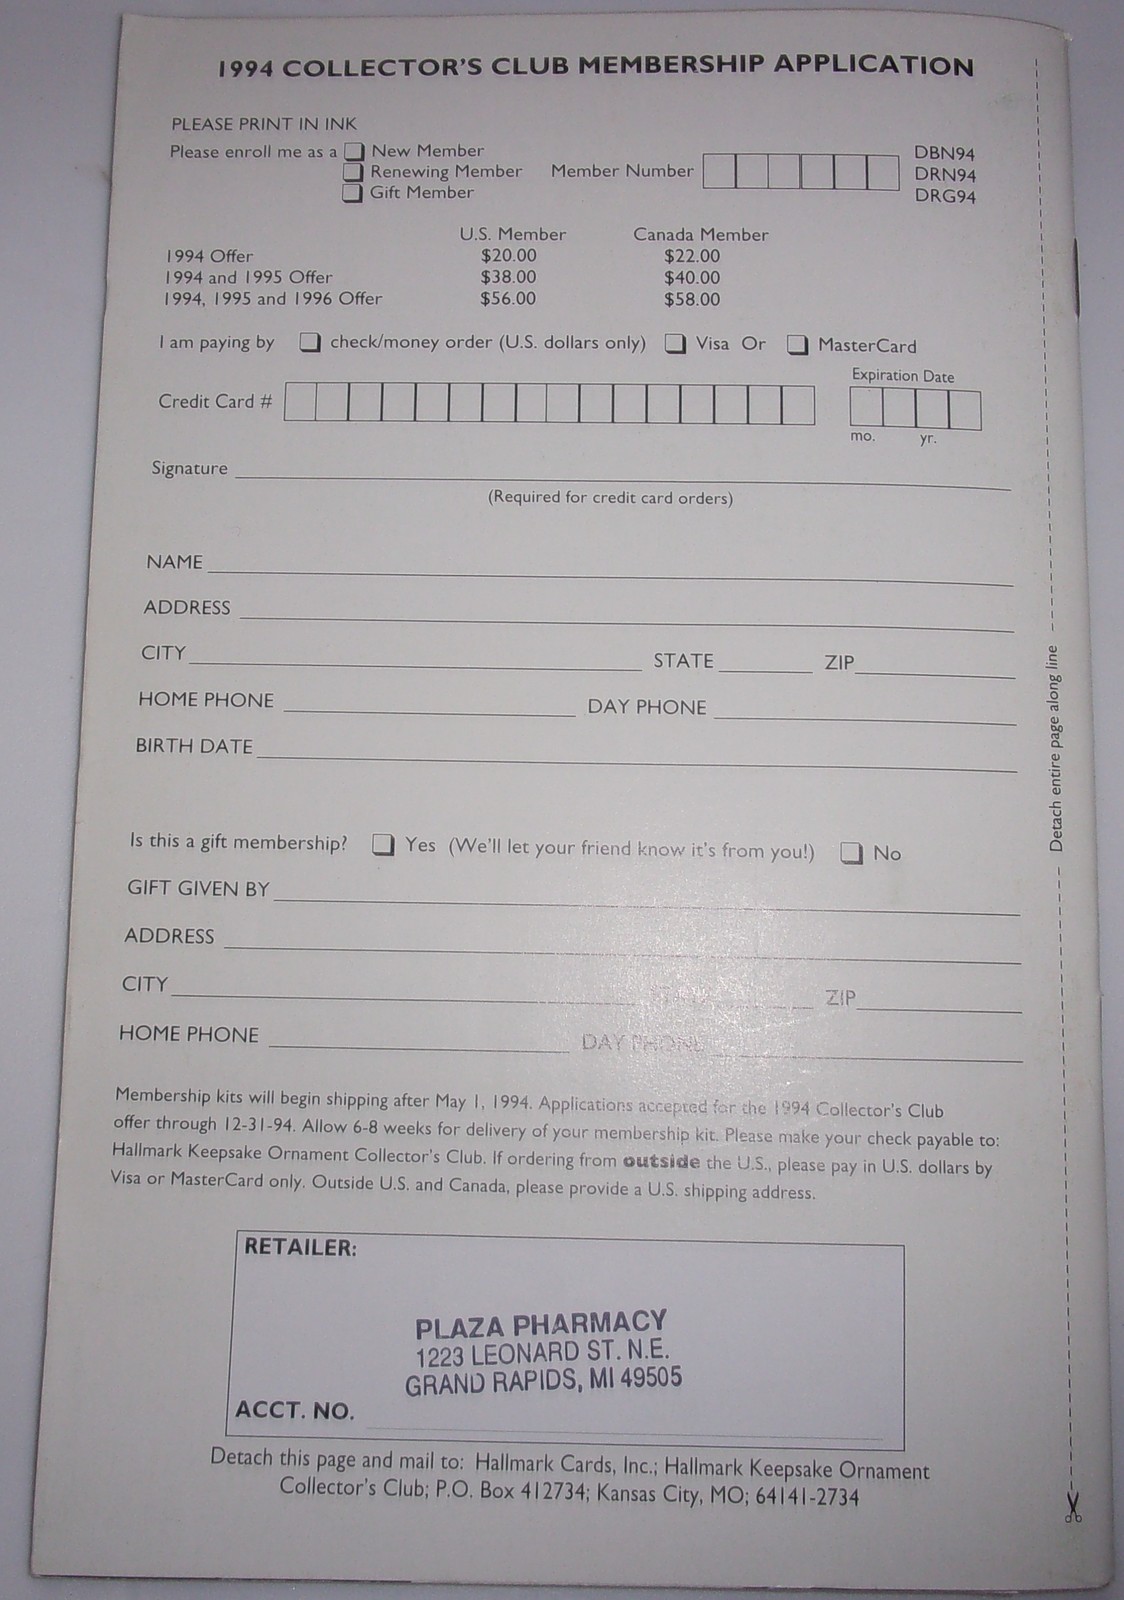 1994 COLLECTOR'S CLUB MEMBERSHIP APPLICATION
PLEASE PRINT IN INK
Please enroll me as a New Member DBN94
Renewing Member Member Number DRN94
Gift Member DRG94
U.S. Member Canada Member
1994 Offer $20.00 $22.00
1994 and 1995 Offer $38.00 $40.00
1994, 1995 and 1996 Offer $56.00 $58.00
I am paying by check/money order (U.S. dollars only) Visa Or MasterCard
Expiration Date
Credit Card #
mo. yr.
Signature
(Required for credit card orders)
NAME
ADDRESS
CITY STATE ZIP
HOME PHONE DAY PHONE
BIRTH DATE
Is this a gift membership? Yes (We'll let your friend know it's from you!) No
GIFT GIVEN BY
ADDRESS
CITY ZIP
HOME PHONE DAY PHONE
Membership kits will begin shipping after May 1, 1994. Applications accepted for the 1994 Collector's Club
offer through 12-31-94. Allow 6-8 weeks for delivery of your membership kit. Please make your check payable to:
Hallmark Keepsake Ornament Collector's Club. If ordering from outside the U.S., please pay in U.S. dollars by
Visa or MasterCard only. Outside U.S. and Canada, please provide a U.S. shipping address.
RETAILER:
PLAZA PHARMACY
1223 LEONARD ST. N.E.
GRAND RAPIDS, MI 49505
ACCT. NO.
Detach this page and mail to: Hallmark Cards, Inc.; Hallmark Keepsake Ornament
Collector's Club; P.O. Box 412734; Kansas City, MO; 64141-2734
Detach entire page along line